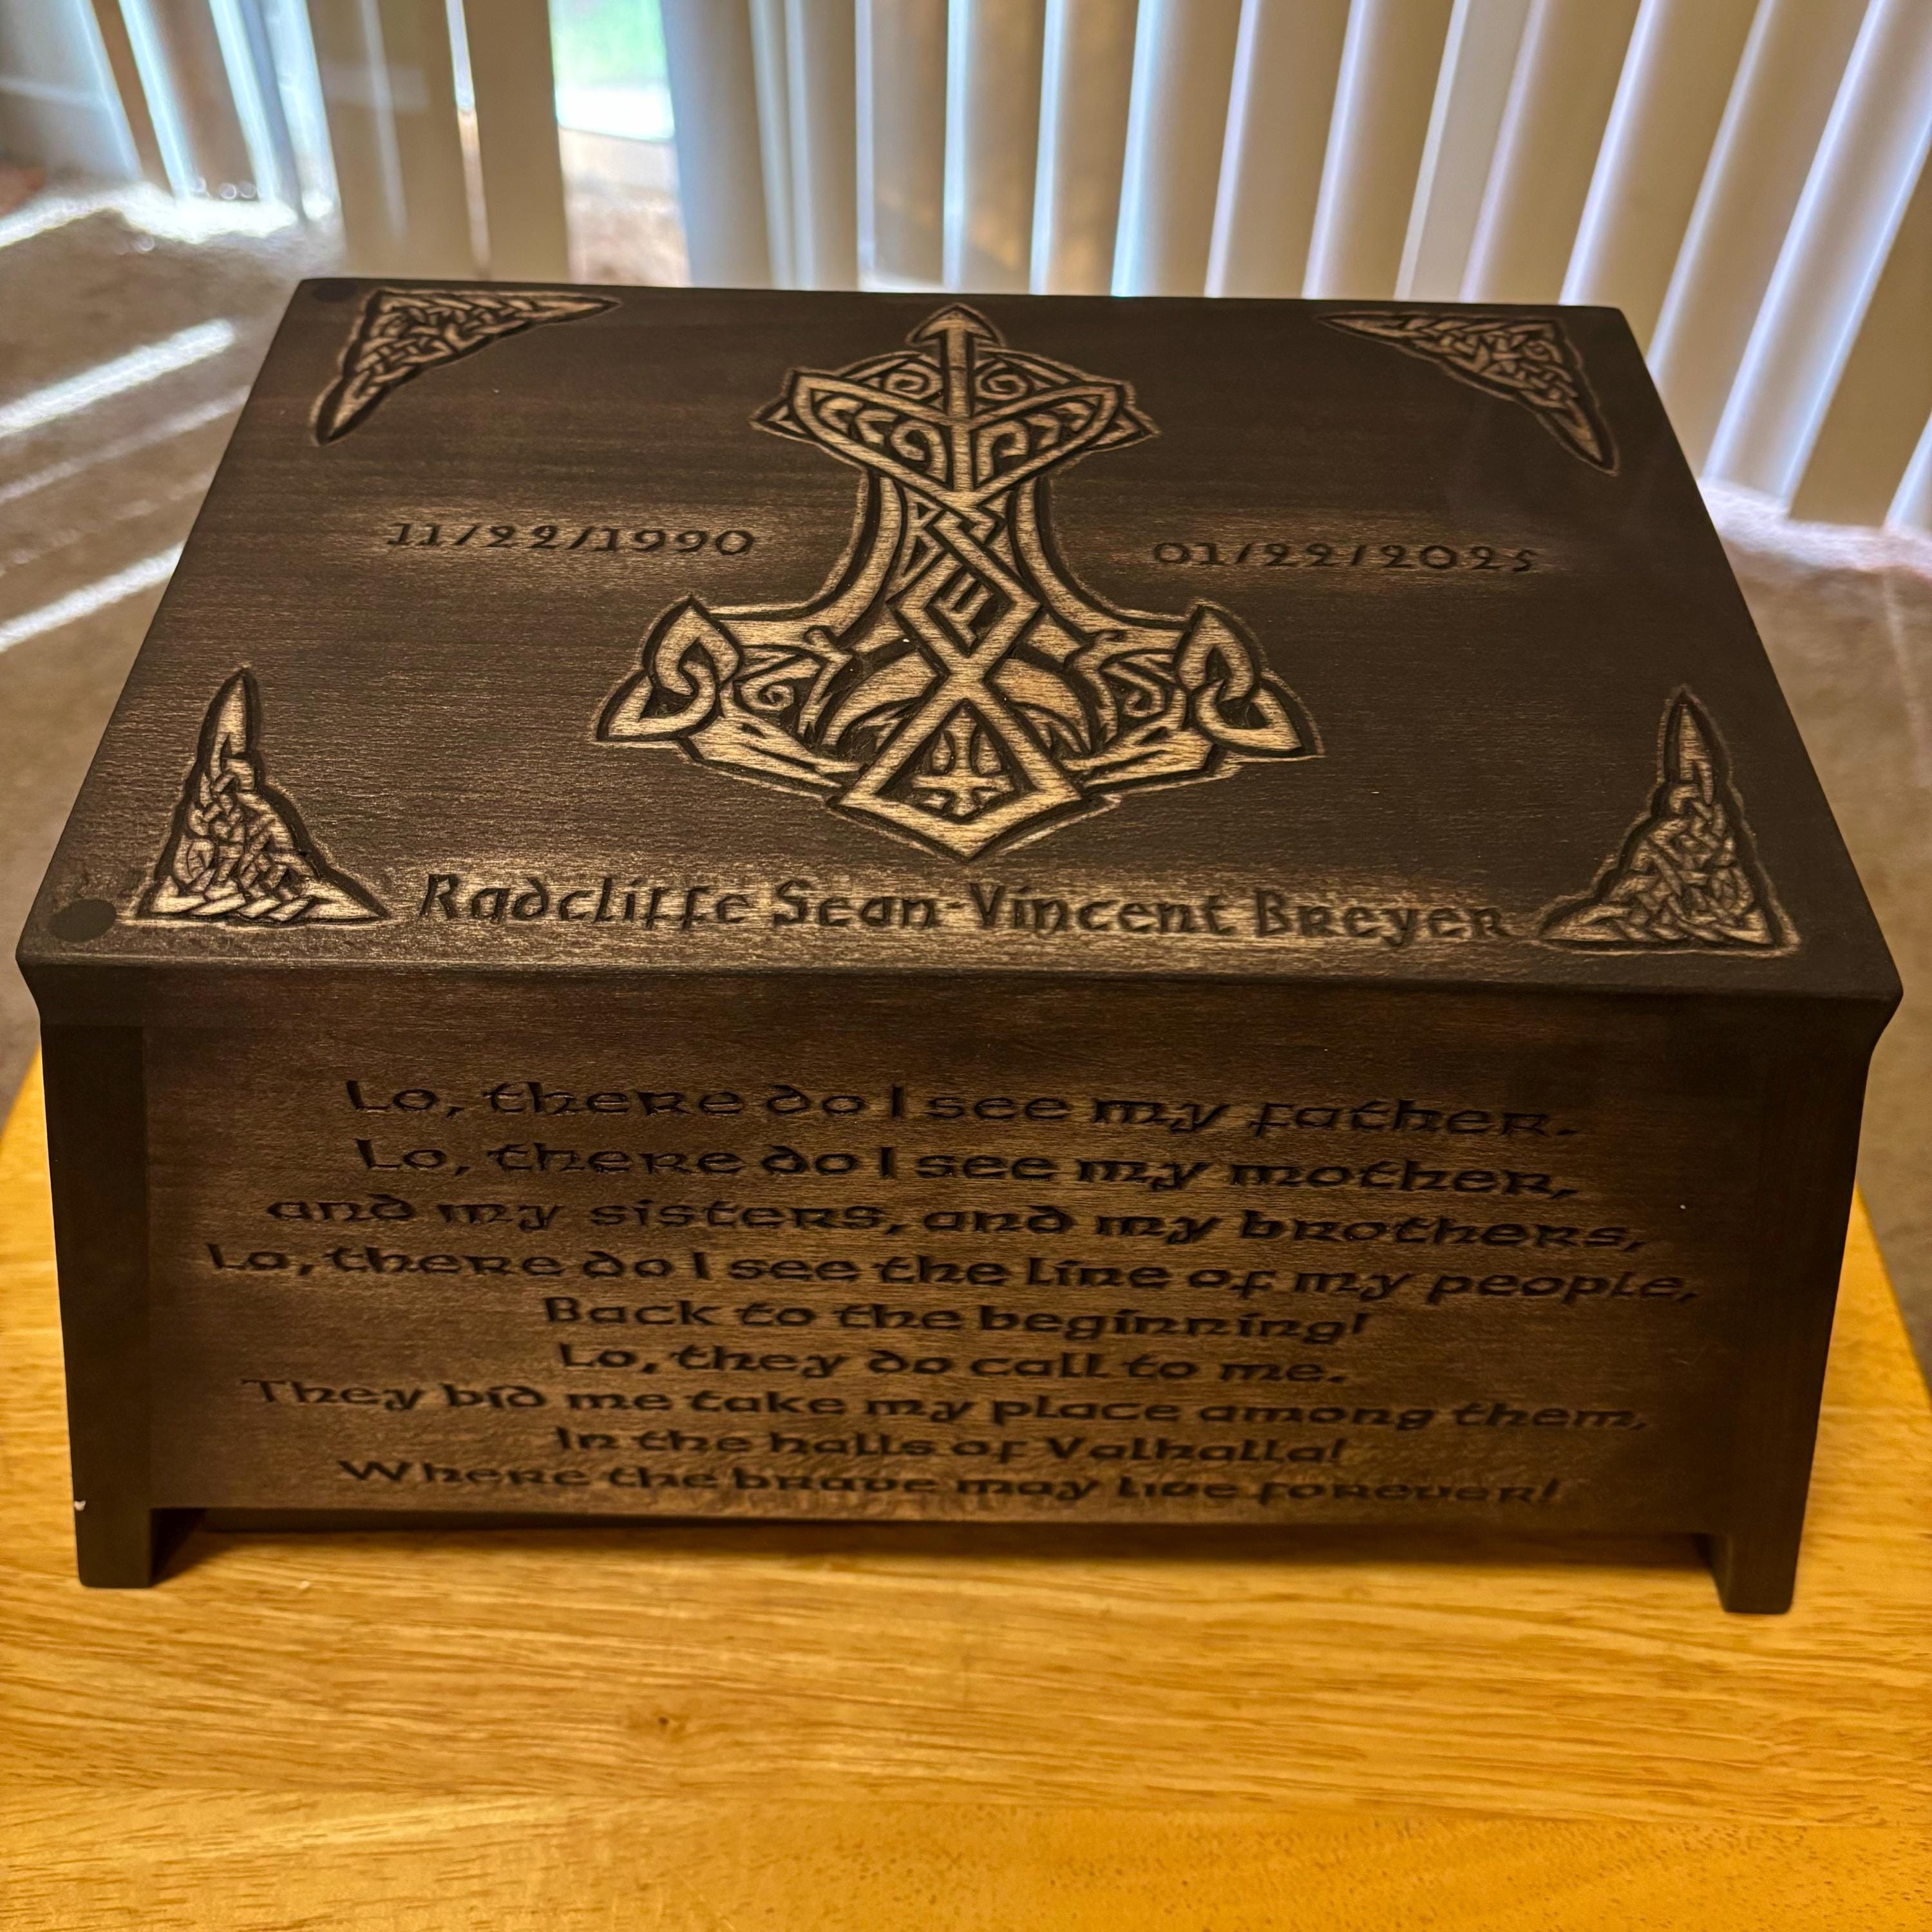 11/22/1990 01/22/2025
Radcliffe Sean-Vincent Breyer
Lo, there do I see my father.
Lo, there do I see my mother,
and my sisters, and my brothers,
Lo, there do I see the line of my people,
Back to the beginning!
Lo, they do call to me.
They bid me take my place among them,
In the halls of Valhalla!
Where the brave may live forever!